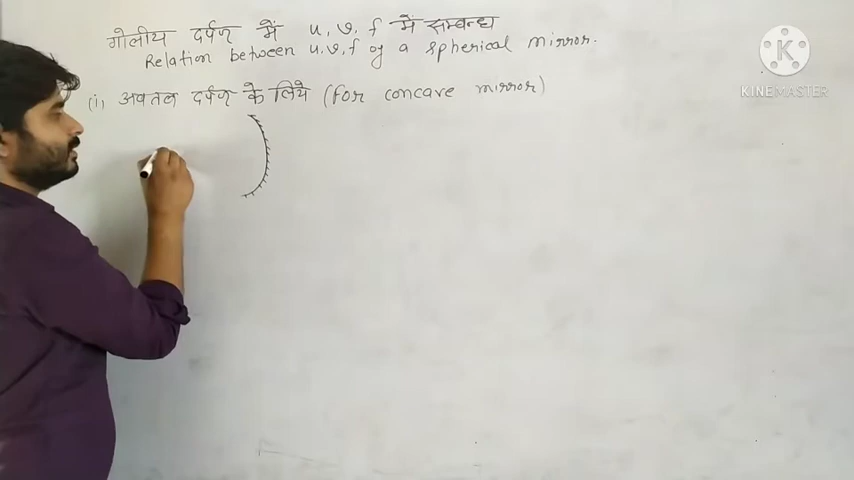 गोलीय दर्पण में u, v, f में सम्बन्ध
Relation between u, v, f of a spherical mirror.
(i) अवतल दर्पण के लिये (for concave mirror)
K
KINEMASTER